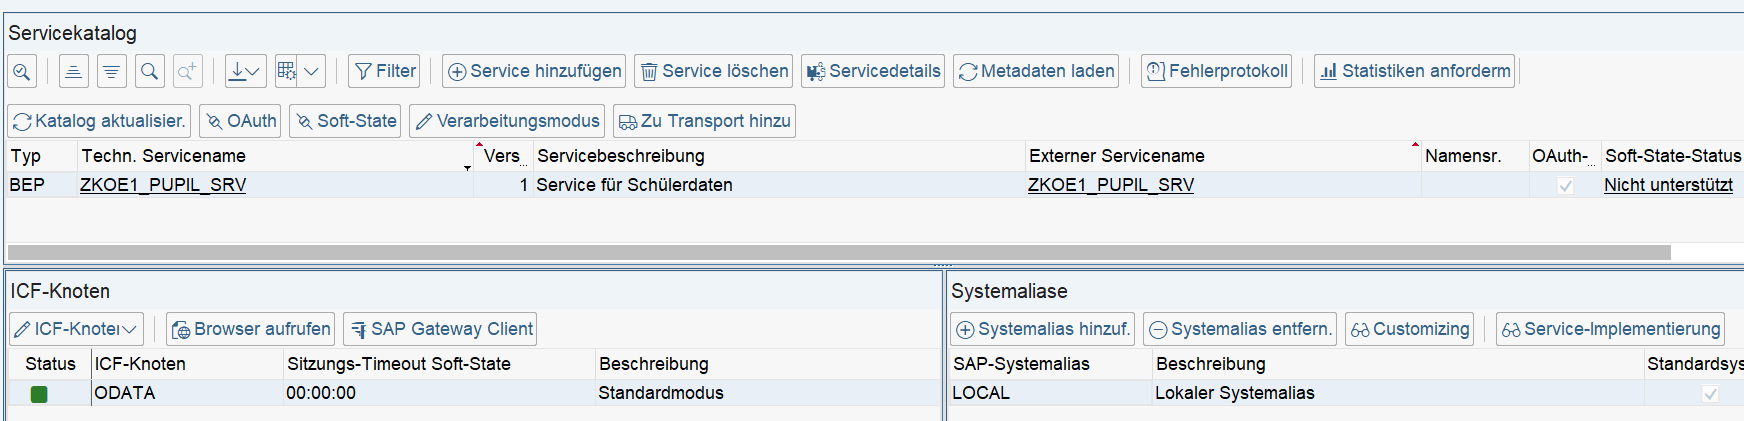 Servicekatalog
Filter Service hinzufügen Service löschen Servicedetails Metadaten laden Fehlerprotokoll Statistiken anforderm
Katalog aktualisier. OAuth Soft-State Verarbeitungsmodus Zu Transport hinzu
Typ Techn. Servicename Vers... Servicebeschreibung Externer Servicename Namensr. OAuth-... Soft-State-Status
BEP ZKOE1_PUPIL_SRV 1 Service für Schülerdaten ZKOE1_PUPIL_SRV Nicht unterstützt
ICF-Knoten
ICF-Knoten Browser aufrufen SAP Gateway Client
Status ICF-Knoten Sitzungs-Timeout Soft-State Beschreibung
ODATA 00:00:00 Standardmodus
Systemaliase
Systemalias hinzuf. Systemalias entfern. Customizing Service-Implementierung
SAP-Systemalias Beschreibung Standardsys
LOCAL Lokaler Systemalias